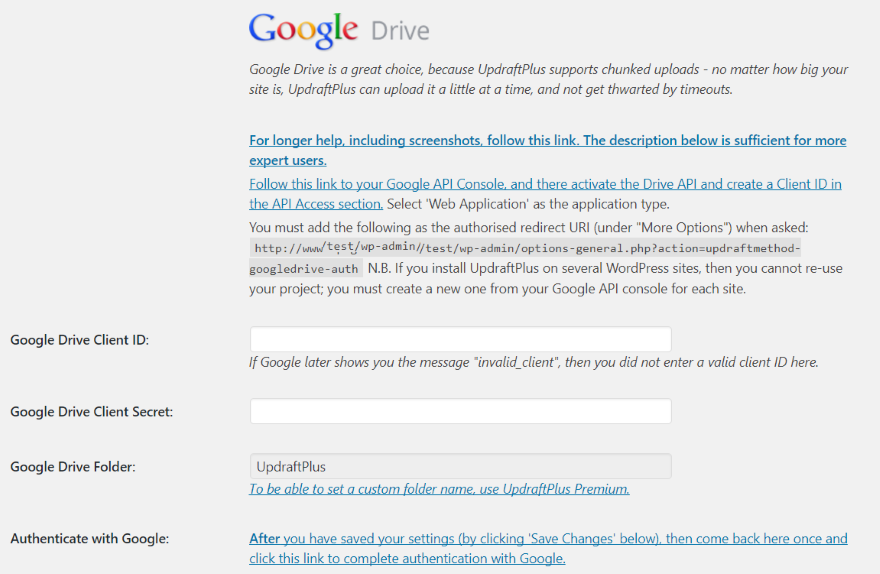 Google Drive
Google Drive is a great choice, because UpdraftPlus supports chunked uploads - no matter how big your
site is, UpdraftPlus can upload it a little at a time, and not get thwarted by timeouts.
For longer help, including screenshots, follow this link. The description below is sufficient for more
expert users.
Follow this link to your Google API Console, and there activate the Drive API and create a Client ID in
the API Access section. Select 'Web Application' as the application type.
You must add the following as the authorised redirect URI (under "More Options") when asked:
http://www/test/wp-admin//test/wp-admin/options-general.php?action=updraftmethod-
googledrive-auth N.B. If you install UpdraftPlus on several WordPress sites, then you cannot re-use
your project; you must create a new one from your Google API console for each site.
Google Drive Client ID:
If Google later shows you the message "invalid_client", then you did not enter a valid client ID here.
Google Drive Client Secret:
Google Drive Folder: UpdraftPlus
To be able to set a custom folder name, use UpdraftPlus Premium.
Authenticate with Google: After you have saved your settings (by clicking 'Save Changes' below), then come back here once and
click this link to complete authentication with Google.